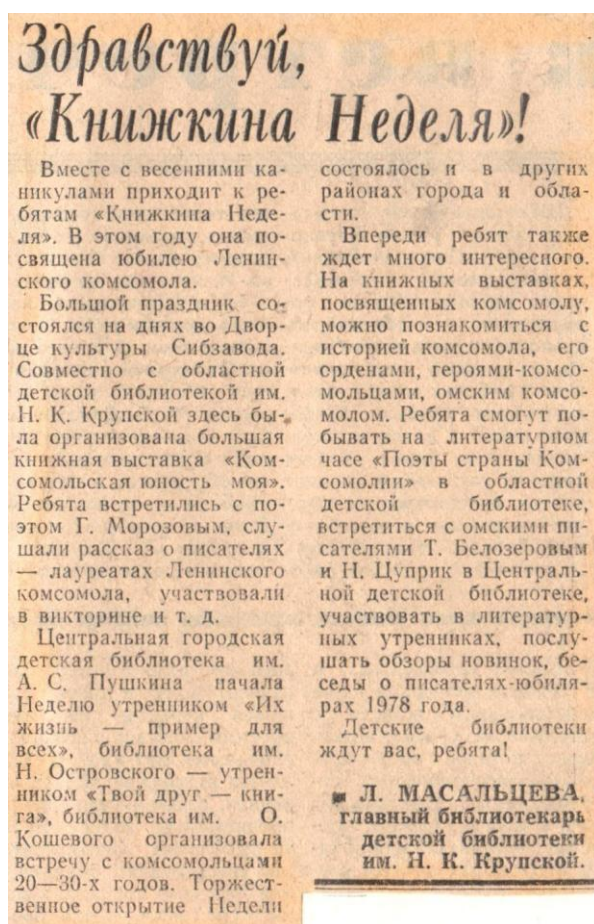 Здравствуй,
«Книжкина Неделя»!
Вместе с весенними ка-
никулами приходит к ре-
бятам «Книжкина Неде-
ля». В этом году она по-
священа юбилею Ленин-
ского комсомола.
Большой праздник со-
стоялся на днях во Двор-
це культуры Сибзавода.
Совместно с областной
детской библиотекой им.
Н. К. Крупской здесь бы-
ла организована большая
книжная выставка «Ком-
сомольская юность моя».
Ребята встретились с по-
этом Г. Морозовым, слу-
шали рассказ о писателях
— лауреатах Ленинского
комсомола, участвовали
в викторине и т. д.
Центральная городская
детская библиотека им.
А. С. Пушкина начала
Неделю утренником «Их
жизнь — пример для
всех», библиотека им.
Н. Островского — утрен-
ником «Твой друг — кни-
га», библиотека им. О.
Кошевого организовала
встречу с комсомольцами
20—30-х годов. Торжест-
венное открытие Недели
состоялось и в других
районах города и обла-
сти.
Впереди ребят также
ждет много интересного.
На книжных выставках,
посвященных комсомолу,
можно познакомиться с
историей комсомола, его
орденами, героями-комсо-
мольцами, омским комсо-
молом. Ребята смогут по-
бывать на литературном
часе «Поэты страны Ком-
сомолии» в областной
детской библиотеке,
встретиться с омскими пи-
сателями Т. Белозеровым
и Н. Цуприк в Централь-
ной детской библиотеке,
участвовать в литератур-
ных утренниках, послу-
шать обзоры новинок, бе-
седы о писателях-юбиля-
рах 1978 года.
Детские библиотеки
ждут вас, ребята!
Л. МАСАЛЬЦЕВА,
главный библиотекарь
детской библиотеки
им. Н. К. Крупской.